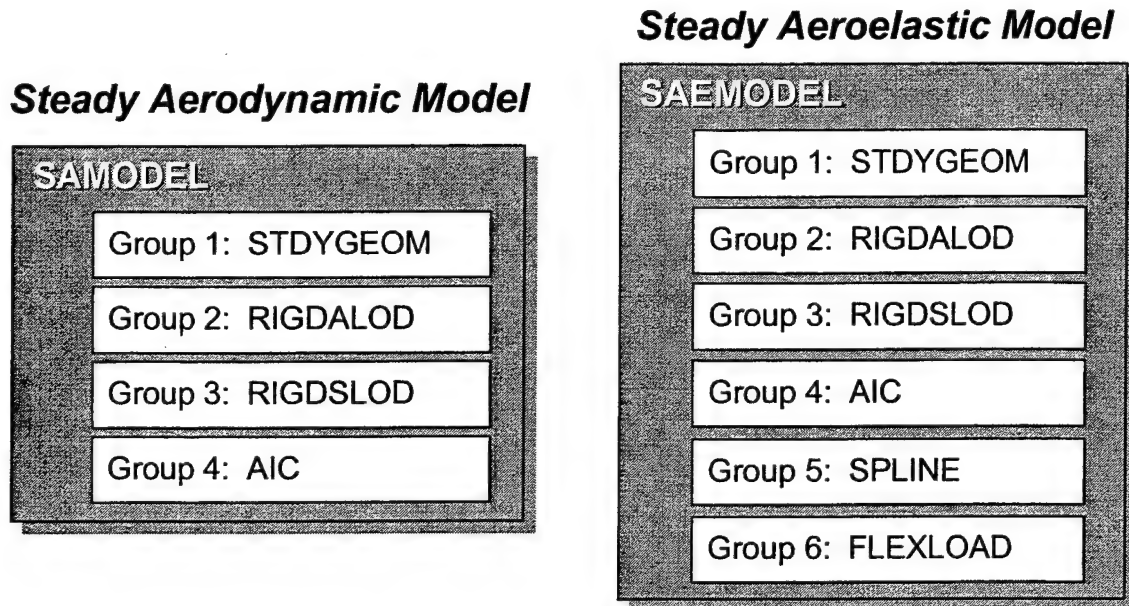 Steady Aerodynamic Model
SAMODEL
Group 1: STDYGEOM
Group 2: RIGDALOD
Group 3: RIGDSLOD
Group 4: AIC
Steady Aeroelastic Model
SAEMODEL
Group 1: STDYGEOM
Group 2: RIGDALOD
Group 3: RIGDSLOD
Group 4: AIC
Group 5: SPLINE
Group 6: FLEXLOAD